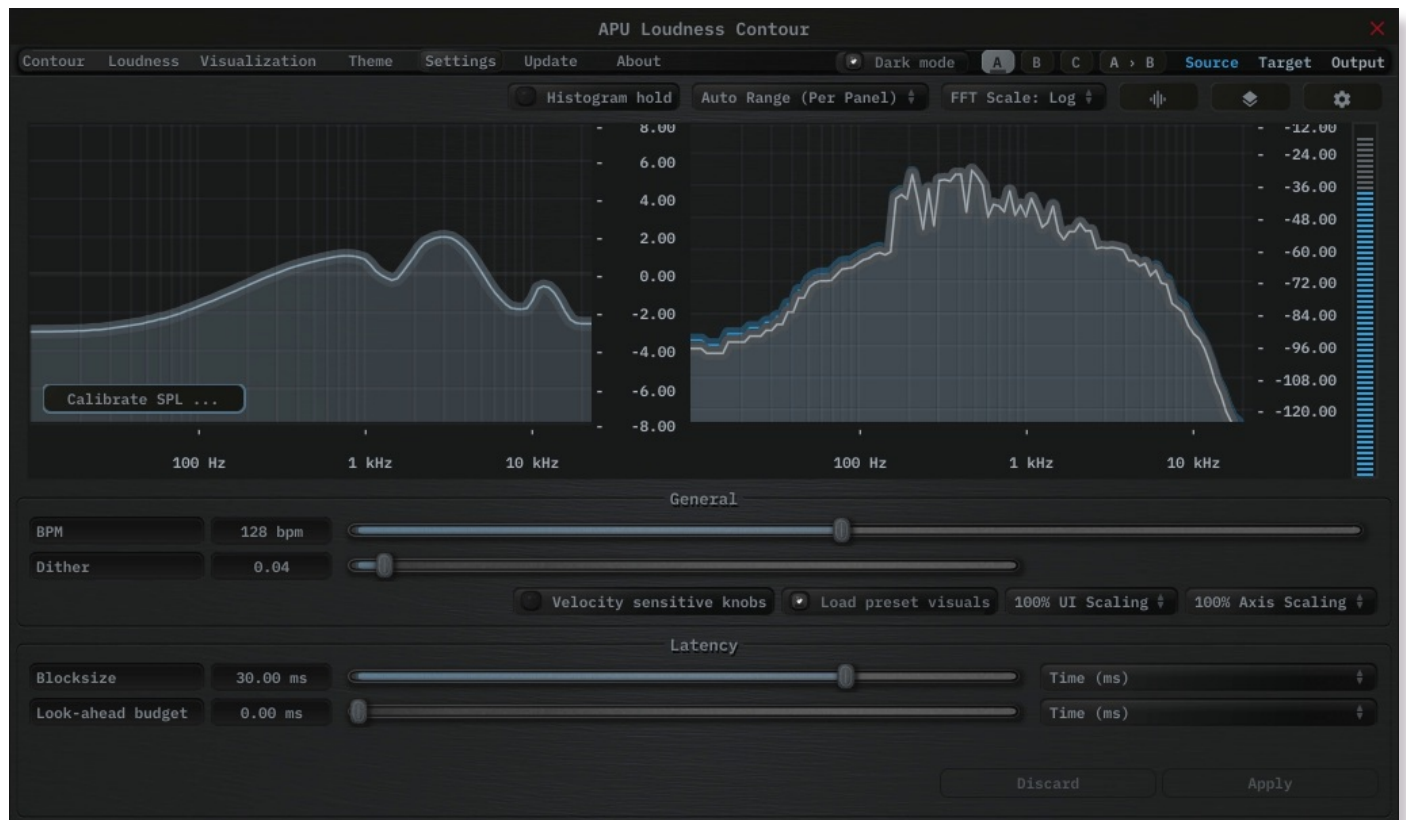 APU Loudness Contour
Contour Loudness Visualization Theme Settings Update About Dark mode A B C A › B Source Target Output
Histogram hold Auto Range (Per Panel) FFT Scale: Log
8.00
6.00
4.00
2.00
0.00
-2.00
-4.00
-6.00
-8.00
Calibrate SPL ...
100 Hz 1 kHz 10 kHz
-12.00
-24.00
-36.00
-48.00
-60.00
-72.00
-84.00
-96.00
-108.00
-120.00
100 Hz 1 kHz 10 kHz
General
BPM 128 bpm
Dither 0.04
Velocity sensitive knobs Load preset visuals 100% UI Scaling 100% Axis Scaling
Latency
Blocksize 30.00 ms Time (ms)
Look-ahead budget 0.00 ms Time (ms)
Discard Apply